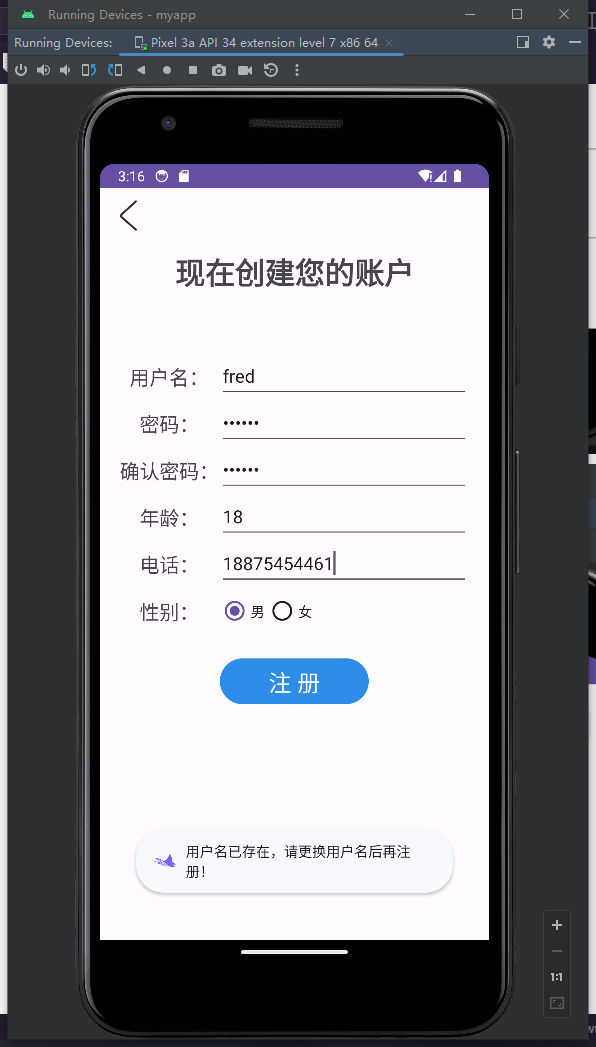 Running Devices - myapp
Running Devices: Pixel 3a API 34 extension level 7 x86 64
3:16
现在创建您的账户
用户名： fred
密码： ••••••
确认密码： ••••••
年龄： 18
电话： 18875454461
性别： 男 女
注 册
用户名已存在，请更换用户名后再注
册！
1:1